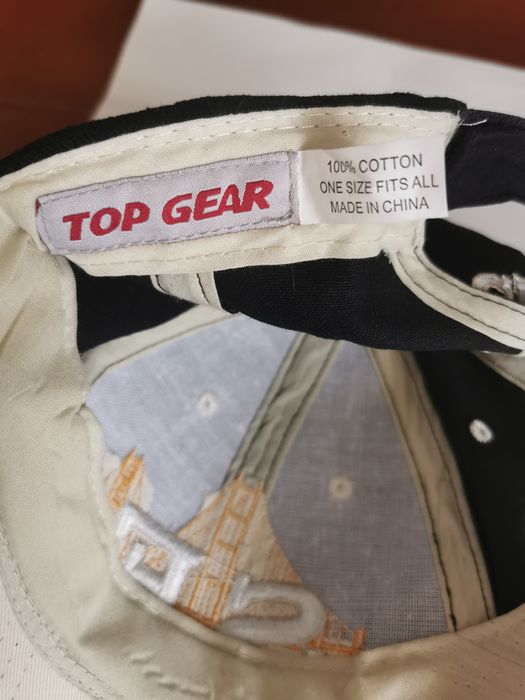 TOP GEAR
100% COTTON
ONE SIZE FITS ALL
MADE IN CHINA